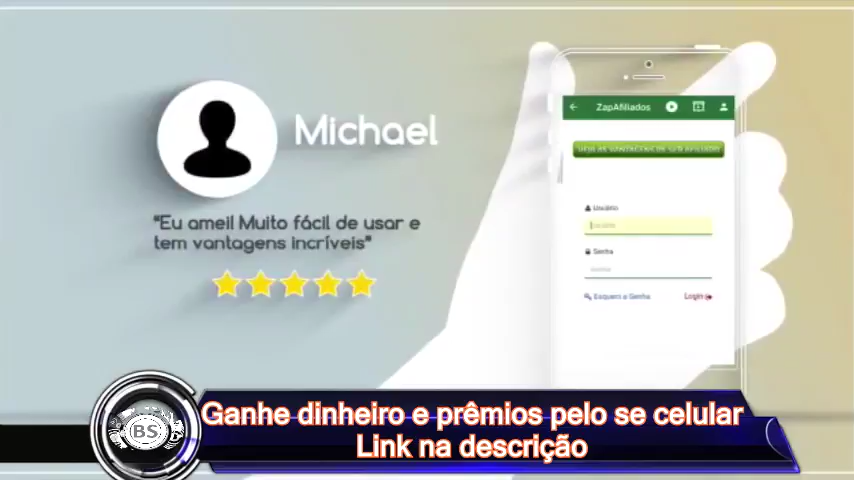 Michael
"Eu amei! Muito fácil de usar e
tem vantagens incríveis"
ZapAfiliados
Usuário
Senha
Esqueci a Senha
Login
BS
Ganhe dinheiro e prêmios pelo se celular
Link na descrição